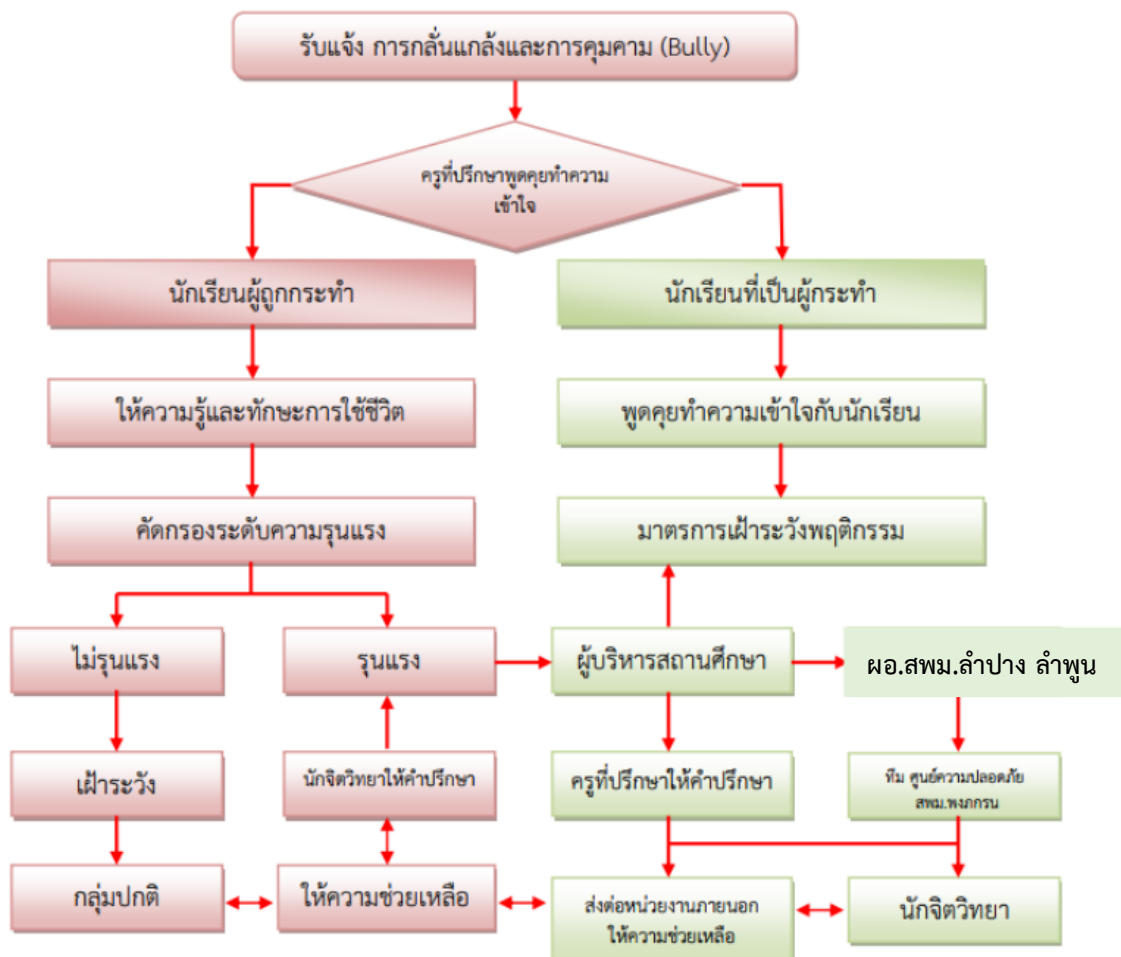 รับแจ้ง การกลั่นแกล้งและการคุมคาม (Bully)
ครูที่ปรึกษาพูดคุยทำความ
เข้าใจ
นักเรียนผู้ถูกกระทำ
นักเรียนที่เป็นผู้กระทำ
ให้ความรู้และทักษะการใช้ชีวิต
พูดคุยทำความเข้าใจกับนักเรียน
คัดกรองระดับความรุนแรง
มาตรการเฝ้าระวังพฤติกรรม
ไม่รุนแรง
รุนแรง
ผู้บริหารสถานศึกษา
ผอ.สพม.ลำปาง ลำพูน
เฝ้าระวัง
นักจิตวิทยาให้คำปรึกษา
ครูที่ปรึกษาให้คำปรึกษา
ทีม ศูนย์ความปลอดภัย
สพม.พงภกรน
กลุ่มปกติ
ให้ความช่วยเหลือ
ส่งต่อหน่วยงานภายนอก
ให้ความช่วยเหลือ
นักจิตวิทยา